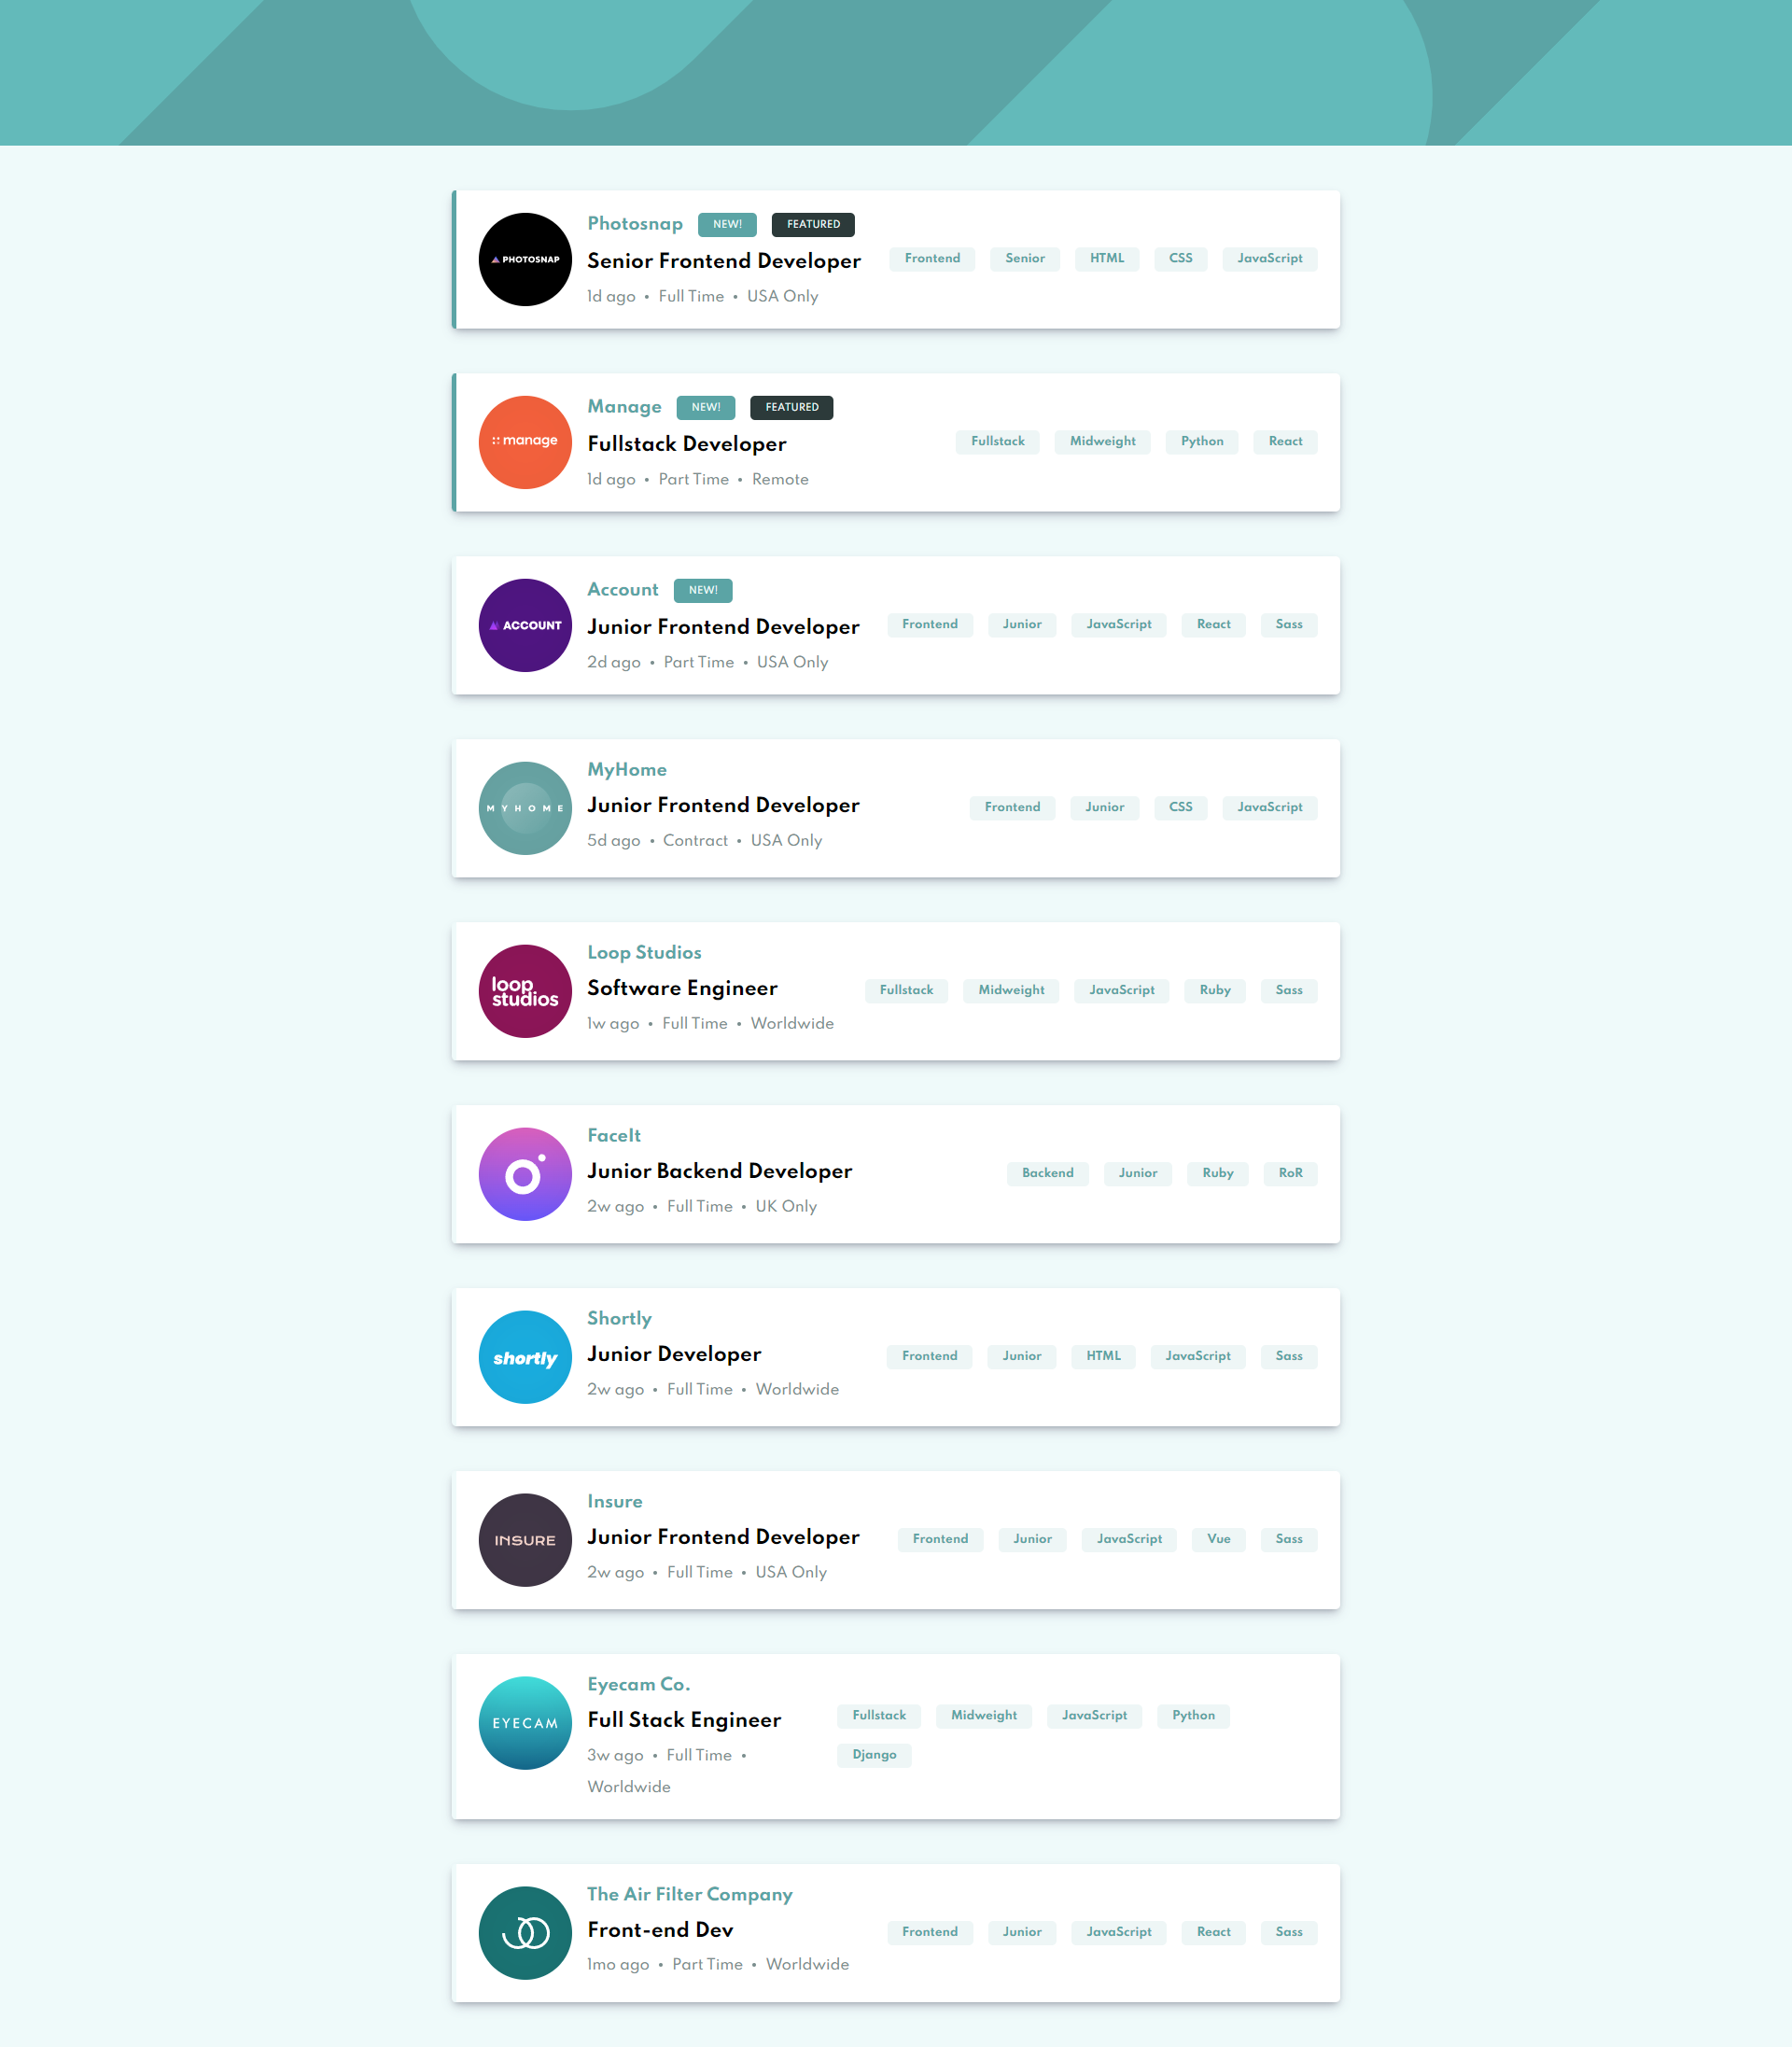 PHOTOSNAP
Photosnap NEW! FEATURED
Senior Frontend Developer
1d ago • Full Time • USA Only
Frontend Senior HTML CSS JavaScript
manage
Manage NEW! FEATURED
Fullstack Developer
1d ago • Part Time • Remote
Fullstack Midweight Python React
ACCOUNT
Account NEW!
Junior Frontend Developer
2d ago • Part Time • USA Only
Frontend Junior JavaScript React Sass
MYHOME
MyHome
Junior Frontend Developer
5d ago • Contract • USA Only
Frontend Junior CSS JavaScript
loop
studios
Loop Studios
Software Engineer
1w ago • Full Time • Worldwide
Fullstack Midweight JavaScript Ruby Sass
FaceIt
Junior Backend Developer
2w ago • Full Time • UK Only
Backend Junior Ruby RoR
shortly
Shortly
Junior Developer
2w ago • Full Time • Worldwide
Frontend Junior HTML JavaScript Sass
INSURE
Insure
Junior Frontend Developer
2w ago • Full Time • USA Only
Frontend Junior JavaScript Vue Sass
EYECAM
Eyecam Co.
Full Stack Engineer
3w ago • Full Time •
Worldwide
Fullstack Midweight JavaScript Python
Django
The Air Filter Company
Front-end Dev
1mo ago • Part Time • Worldwide
Frontend Junior JavaScript React Sass